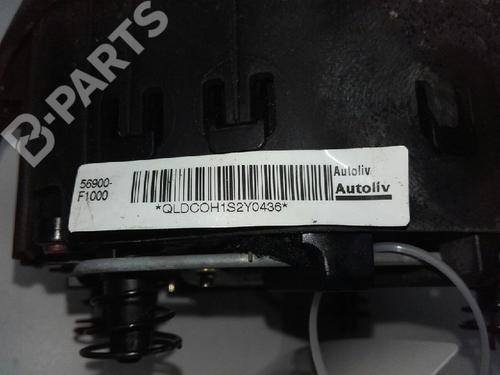 B-PARTS
56900-
F1000
*QLDCOH1S2Y0436*
Autoliv
Autoliv